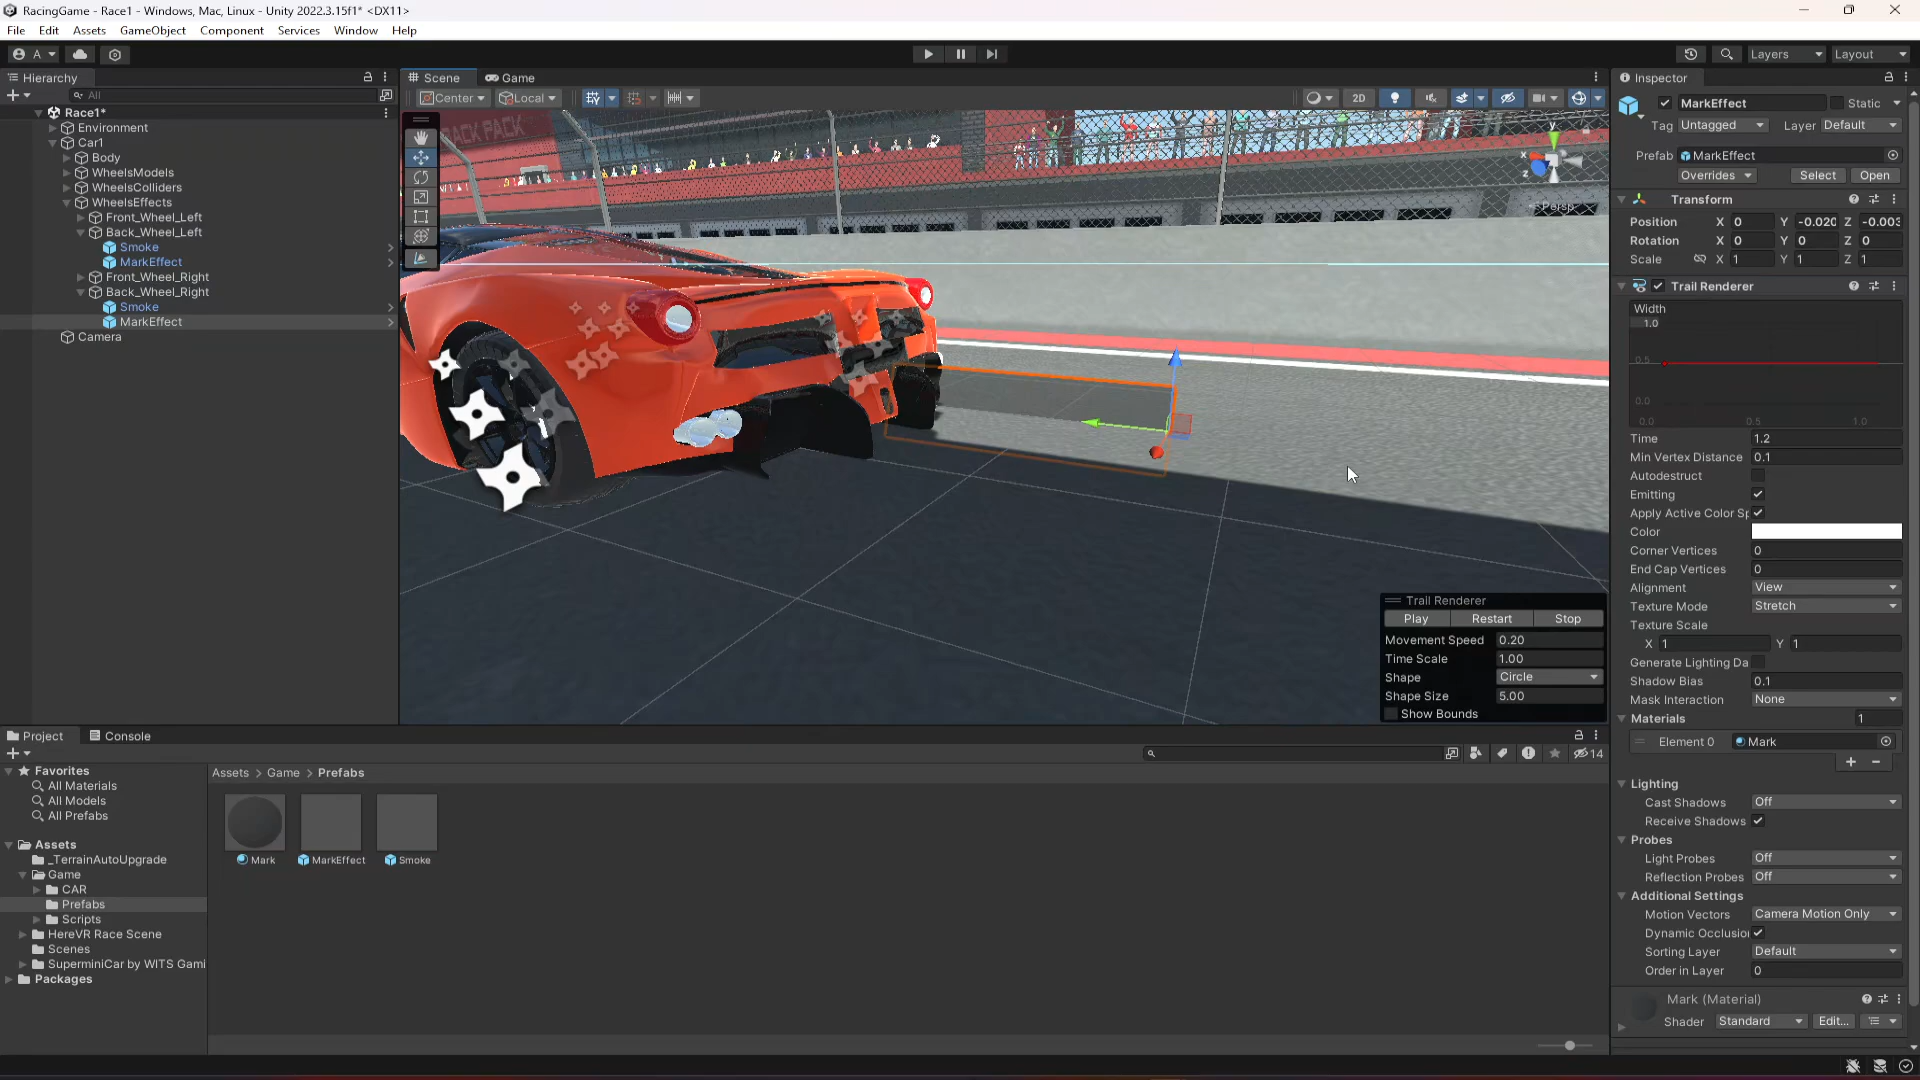 RacingGame - Race1 - Windows, Mac, Linux - Unity 2022.3.15f1* <DX11>
File Edit Assets GameObject Component Services Window Help
A
Layers Layout
Hierarchy
All
Race1*
Environment
Car1
Body
WheelsModels
WheelsColliders
WheelsEffects
Front_Wheel_Left
Back_Wheel_Left
Smoke
MarkEffect
Front_Wheel_Right
Back_Wheel_Right
Smoke
MarkEffect
Camera
Scene Game
Center Local 2D
RACK PACK
y
x
z
Persp
Trail Renderer
Play Restart Stop
Movement Speed 0.20
Time Scale 1.00
Shape Circle
Shape Size 5.00
Show Bounds
Inspector
MarkEffect Static
Tag Untagged Layer Default
Prefab MarkEffect
Overrides Select Open
Transform
Position X 0 Y -0.020 Z -0.003
Rotation X 0 Y 0 Z 0
Scale X 1 Y 1 Z 1
Trail Renderer
Width
1.0
0.5
0.0
0.0 0.5 1.0
Time 1.2
Min Vertex Distance 0.1
Autodestruct
Emitting
Apply Active Color Sp
Color
Corner Vertices 0
End Cap Vertices 0
Alignment View
Texture Mode Stretch
Texture Scale
X 1 Y 1
Generate Lighting Da
Shadow Bias 0.1
Mask Interaction None
Materials 1
Element 0 Mark
Lighting
Cast Shadows Off
Receive Shadows
Probes
Light Probes Off
Reflection Probes Off
Additional Settings
Motion Vectors Camera Motion Only
Dynamic Occlusion
Sorting Layer Default
Order in Layer 0
Mark (Material)
Shader Standard Edit...
Project Console
14
Favorites
All Materials
All Models
All Prefabs
Assets
_TerrainAutoUpgrade
Game
CAR
Prefabs
Scripts
HereVR Race Scene
Scenes
SuperminiCar by WITS Gami
Packages
Assets > Game > Prefabs
Mark MarkEffect Smoke